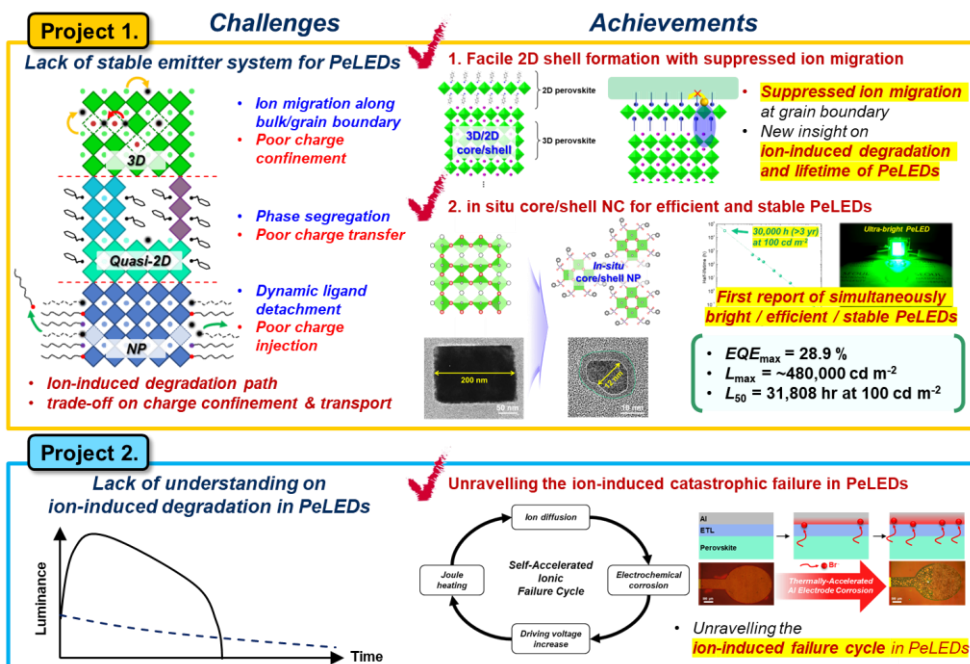 Challenges
Achievements
Project 1.
Lack of stable emitter system for PeLEDs
3D
• Ion migration along
bulk/grain boundary
• Poor charge
confinement
Quasi-2D
• Phase segregation
• Poor charge transfer
NP
• Dynamic ligand
detachment
• Poor charge
injection
• Ion-induced degradation path
• trade-off on charge confinement & transport
1. Facile 2D shell formation with suppressed ion migration
2D perovskite
3D/2D
core/shell
3D perovskite
• Suppressed ion migration
at grain boundary
• New insight on
ion-induced degradation
and lifetime of PeLEDs
2. in situ core/shell NC for efficient and stable PeLEDs
In-situ
core/shell NP
200 nm
50 nm
12 nm
10 nm
30,000 h (>3 yr)
at 100 cd m-2
Ultra-bright PeLED
First report of simultaneously
bright / efficient / stable PeLEDs
• EQEmax = 28.9 %
• Lmax = ~480,000 cd m-2
• L50 = 31,808 hr at 100 cd m-2
Project 2.
Lack of understanding on
ion-induced degradation in PeLEDs
Luminance
Time
Unravelling the ion-induced catastrophic failure in PeLEDs
Ion diffusion
Joule
heating
Self-Accelerated
Ionic
Failure Cycle
Electrochemical
corrosion
Driving voltage
increase
Al
ETL
Perovskite
Br
Thermally-Accelerated
Al Electrode Corrosion
• Unravelling the
ion-induced failure cycle in PeLEDs